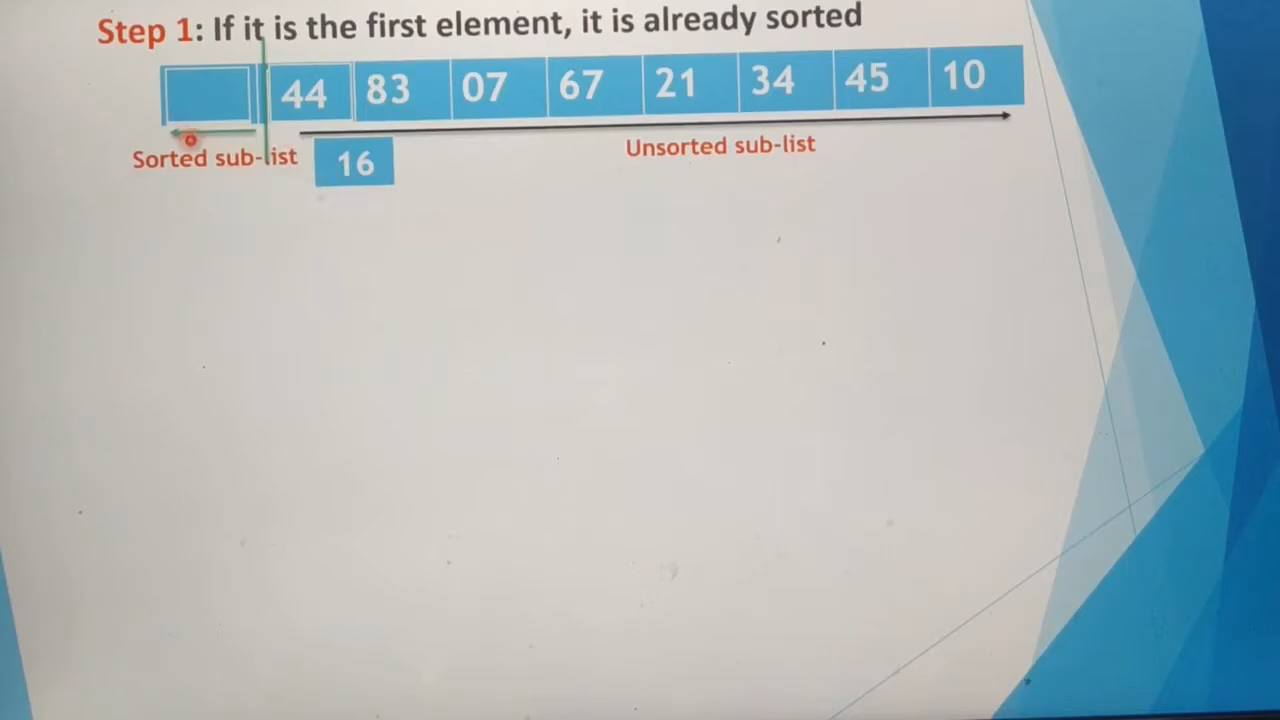 Step 1: If it is the first element, it is already sorted
44 83 07 67 21 34 45 10
Sorted sub-list
Unsorted sub-list
16